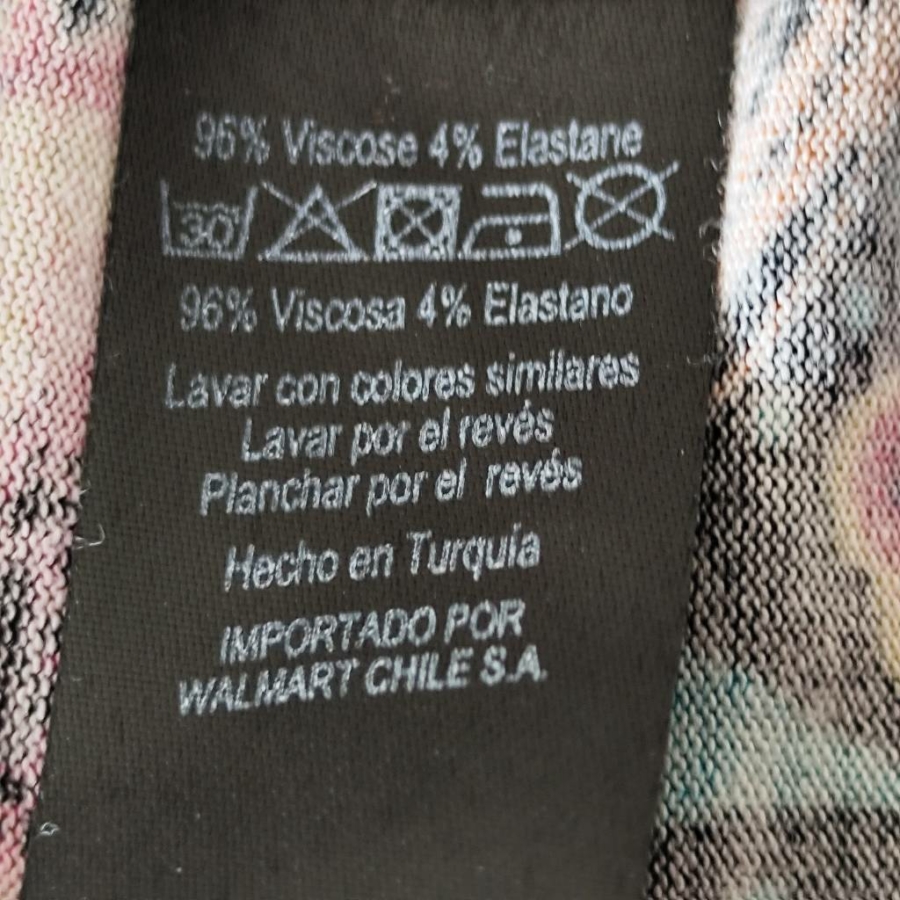 96% Viscose 4% Elastane
30
96% Viscosa 4% Elastano
Lavar con colores similares
Lavar por el revés
Planchar por el revés
Hecho en Turquía
IMPORTADO POR
WALMART CHILE S.A.